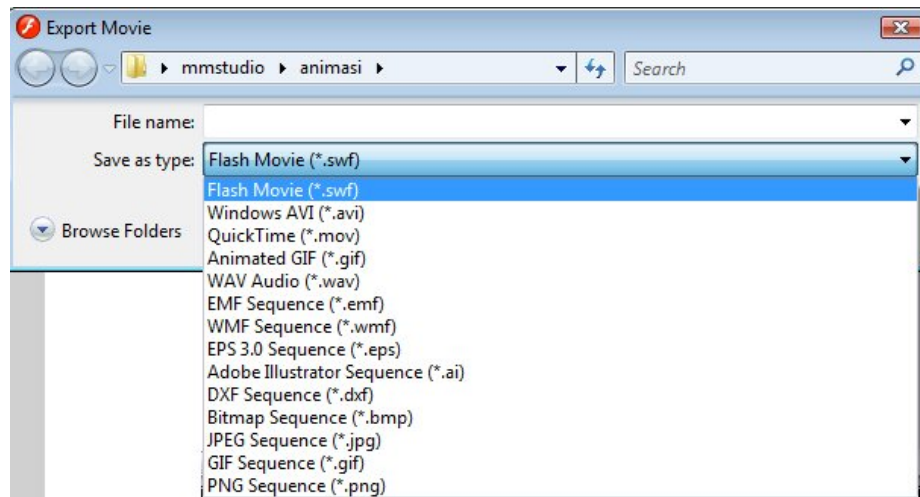 Export Movie
mmstudio animasi Search
File name:
Save as type: Flash Movie (*.swf)
Flash Movie (*.swf)
Windows AVI (*.avi)
Browse Folders
QuickTime (*.mov)
Animated GIF (*.gif)
WAV Audio (*.wav)
EMF Sequence (*.emf)
WMF Sequence (*.wmf)
EPS 3.0 Sequence (*.eps)
Adobe Illustrator Sequence (*.ai)
DXF Sequence (*.dxf)
Bitmap Sequence (*.bmp)
JPEG Sequence (*.jpg)
GIF Sequence (*.gif)
PNG Sequence (*.png)